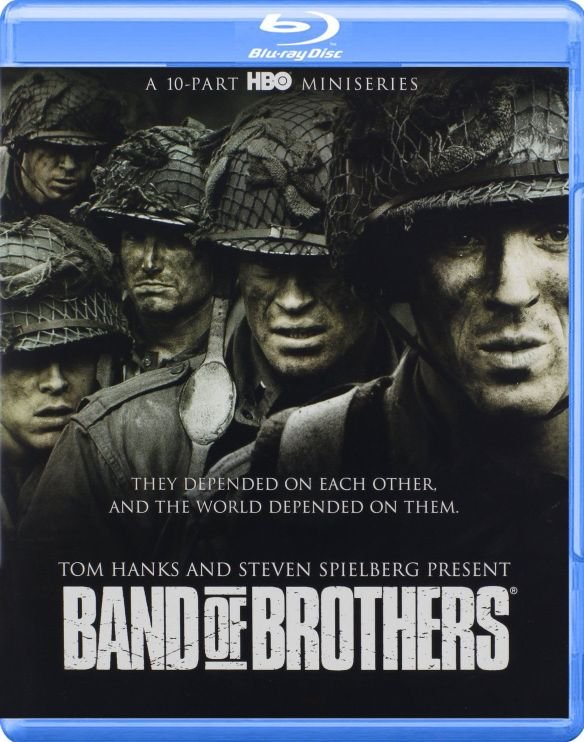 Blu-ray Disc
A 10-PART HBO MINISERIES
THEY DEPENDED ON EACH OTHER,
AND THE WORLD DEPENDED ON THEM.
TOM HANKS AND STEVEN SPIELBERG PRESENT
BAND OF BROTHERS®